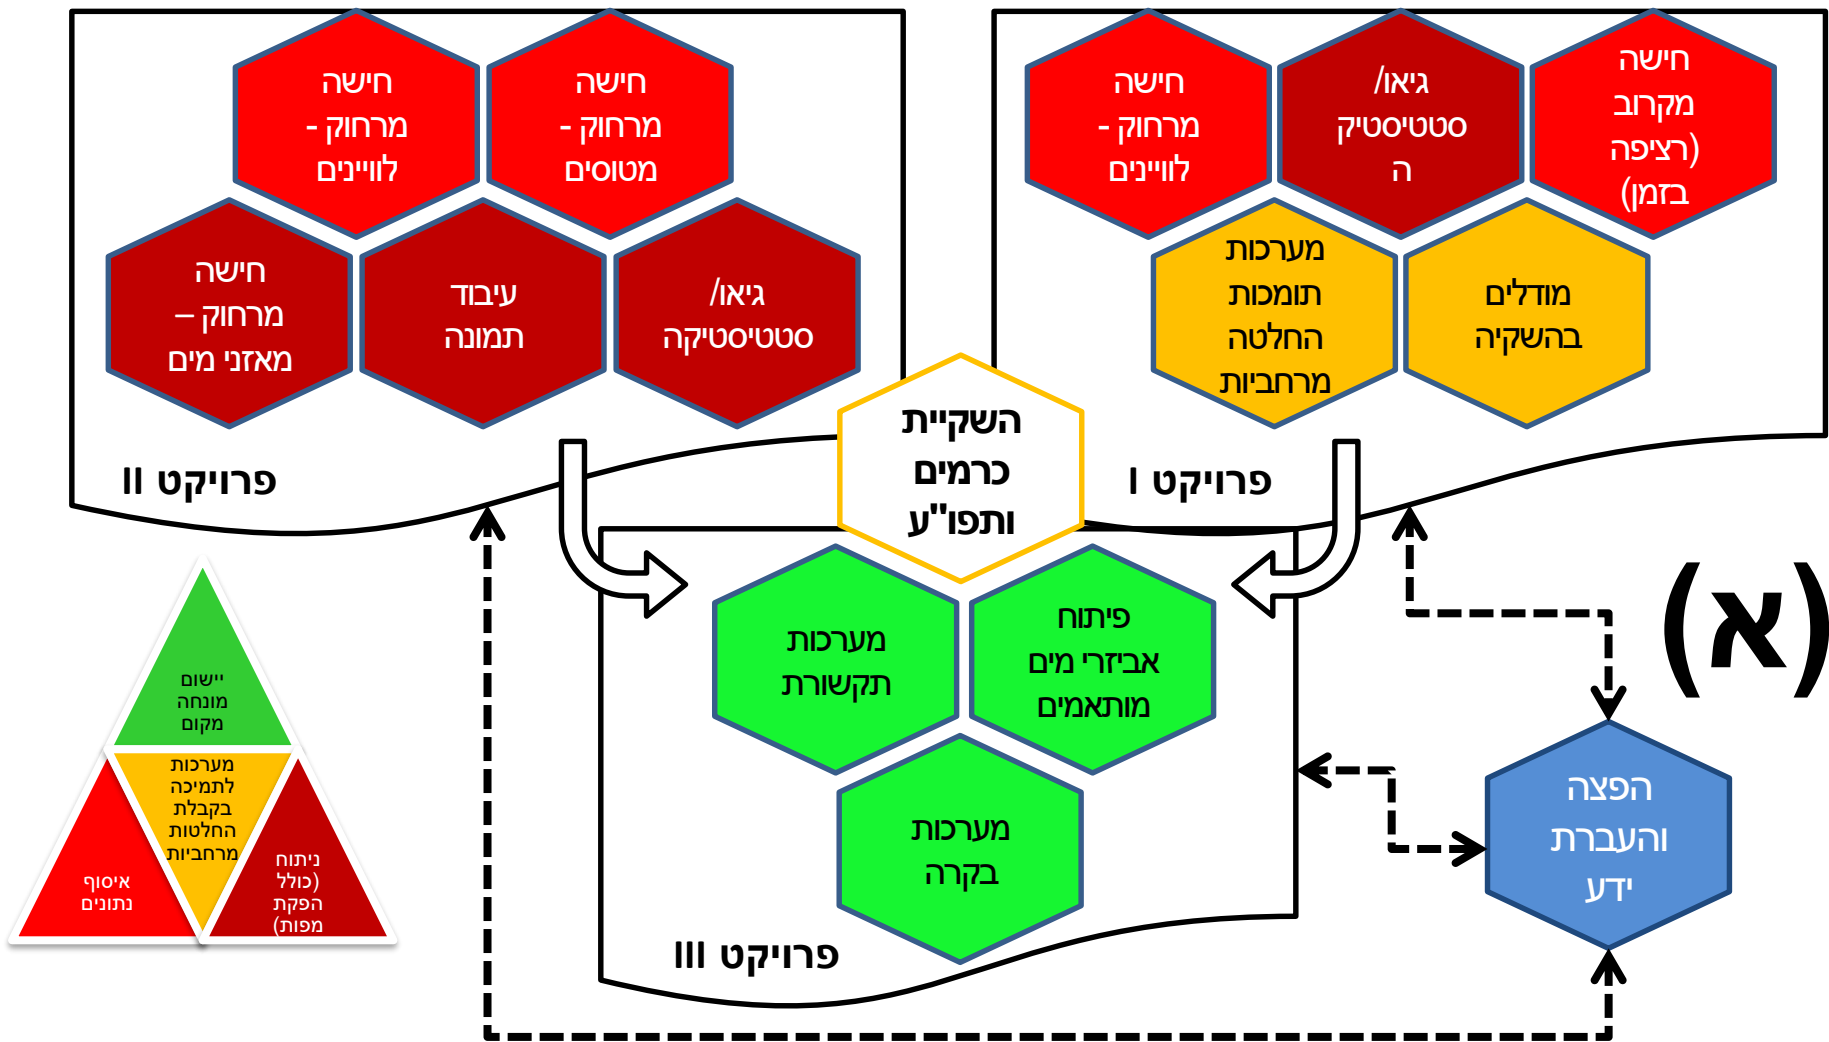 חישה
מקרוב
(רציפה
בזמן)
גיאו/
סטטיסטיק
ה
חישה
מרחוק -
לוויינים
מודלים
בהשקיה
מערכות
תומכות
החלטה
מרחביות
פרויקט I
חישה
מרחוק -
מטוסים
חישה
מרחוק -
לוויינים
גיאו/
סטטיסטיקה
עיבוד
תמונה
חישה
מרחוק –
מאזני מים
פרויקט II
השקיית
כרמים
ותפו"ע
פיתוח
אביזרי מים
מותאמים
מערכות
תקשורת
מערכות
בקרה
פרויקט III
(א)
הפצה
והעברת
ידע
יישום
מונחה
מקום
מערכות
לתמיכה
בקבלת
החלטות
מרחביות
ניתוח
(כולל
הפקת
מפות)
איסוף
נתונים